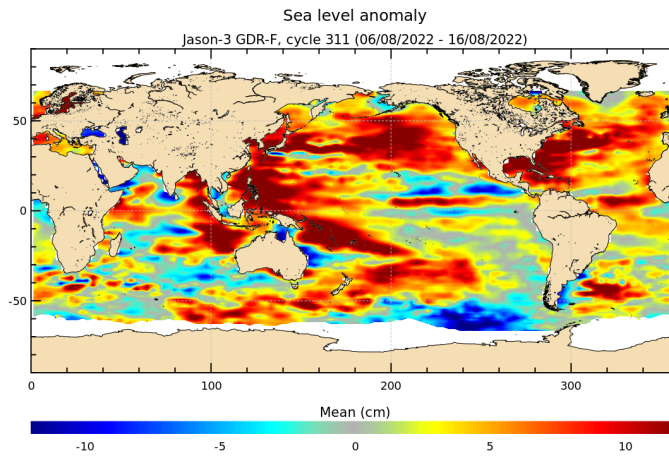 Sea level anomaly
Jason-3 GDR-F, cycle 311 (06/08/2022 - 16/08/2022)
50
0
-50
0 100 200 300
Mean (cm)
-10 -5 0 5 10